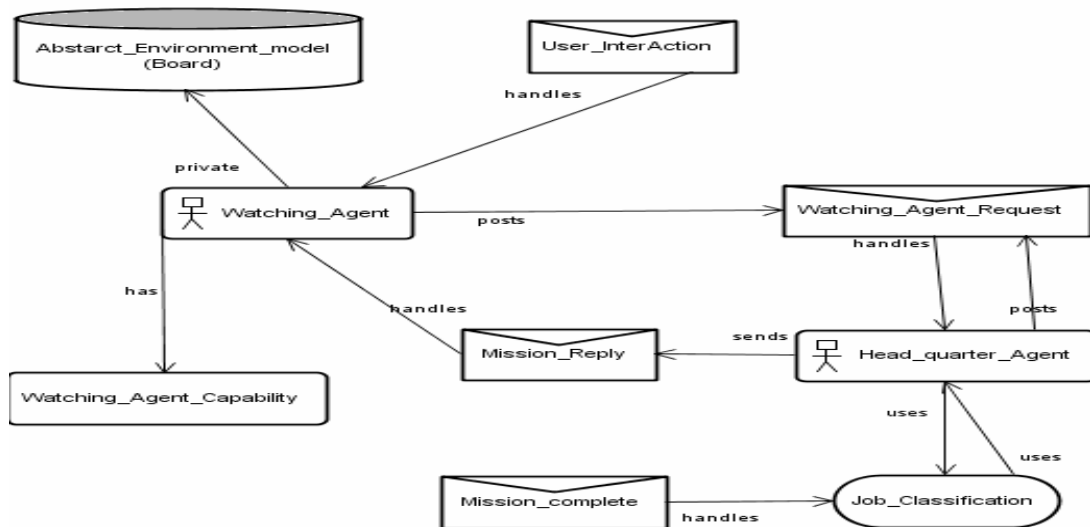 Abstarct_Environment_model
(Board)
User_InterAction
handles
private
Watching_Agent
posts
Watching_Agent_Request
handles
has
handles
posts
sends
Mission_Reply
Head_quarter_Agent
Watching_Agent_Capability
uses
uses
Mission_complete
Job_Classification
handles